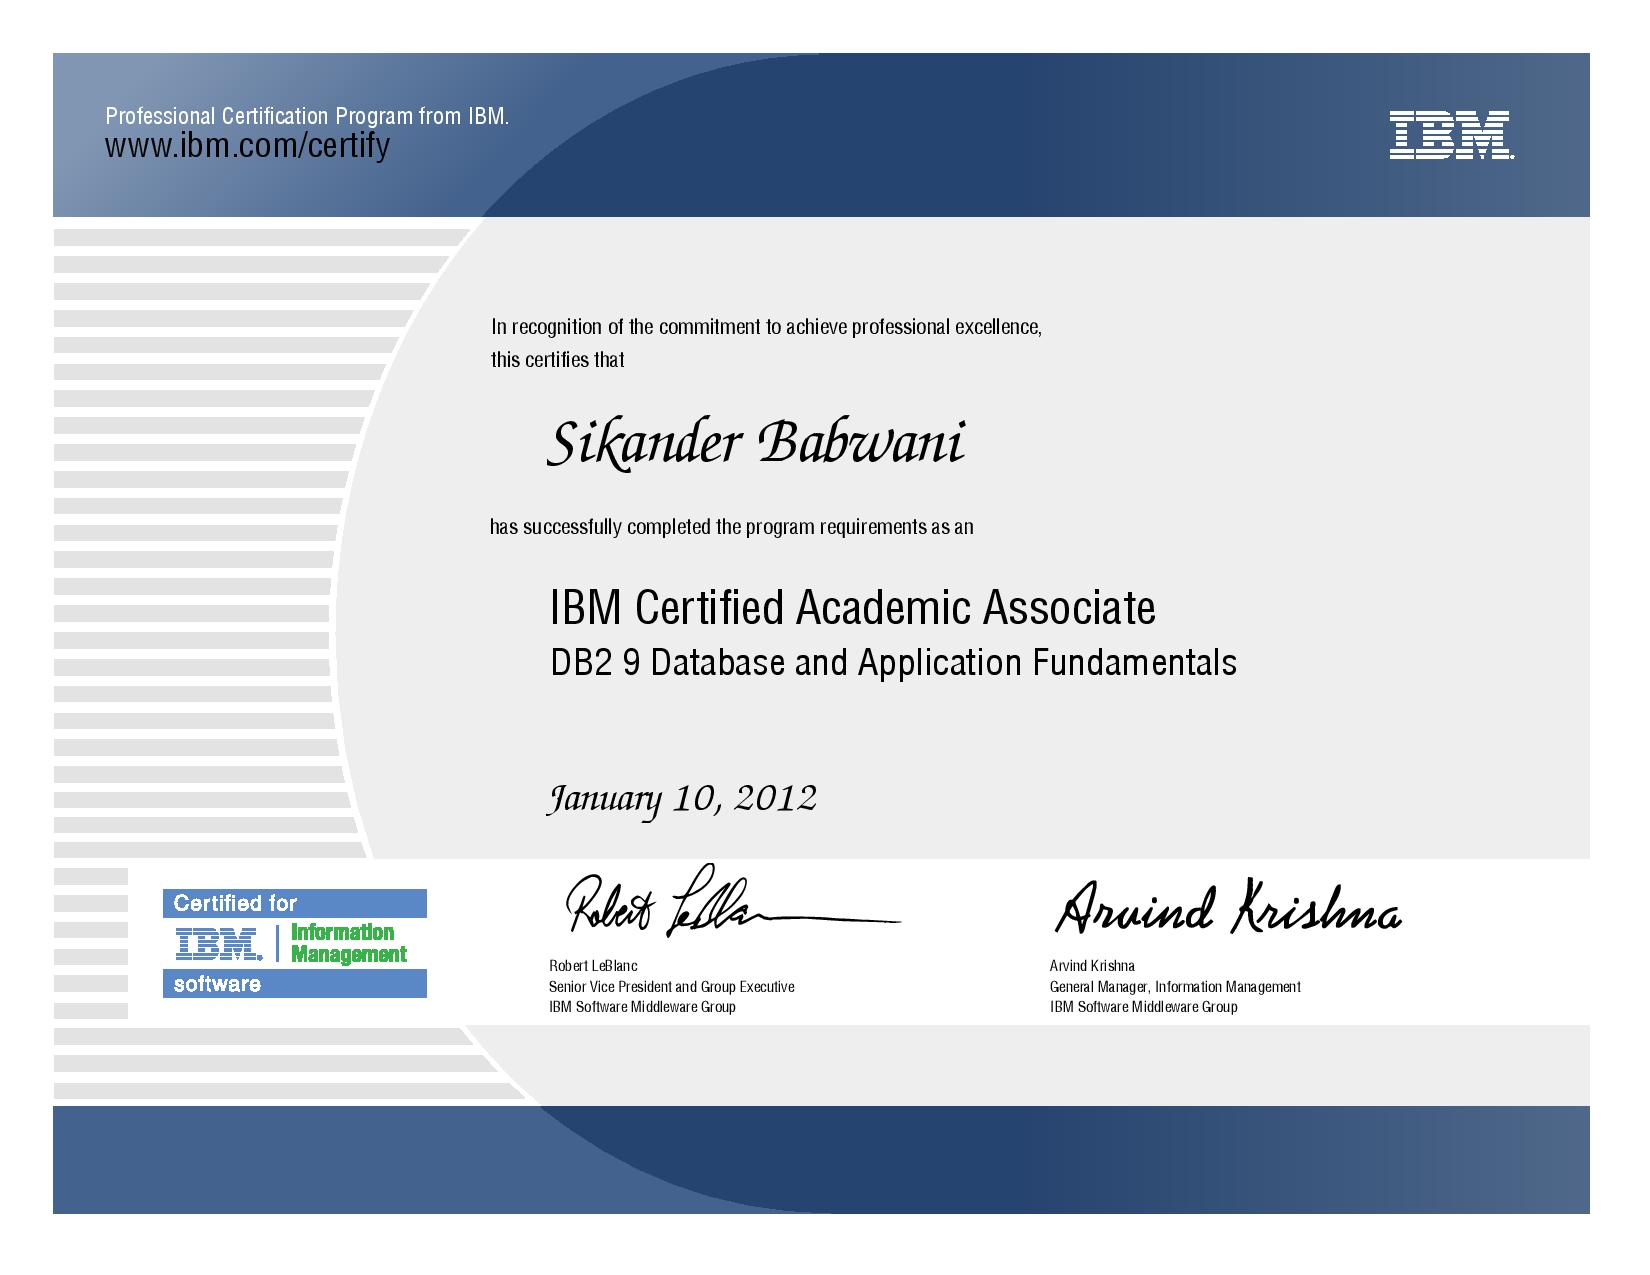 Professional Certification Program from IBM.
www.ibm.com/certify
IBM.
In recognition of the commitment to achieve professional excellence,
this certifies that
Sikander Babwani
has successfully completed the program requirements as an
IBM Certified Academic Associate
DB2 9 Database and Application Fundamentals
January 10, 2012
Certified for
IBM. | Information
Management
software
Robert LeBlanc
Robert LeBlanc
Senior Vice President and Group Executive
IBM Software Middleware Group
Arvind Krishna
Arvind Krishna
General Manager, Information Management
IBM Software Middleware Group